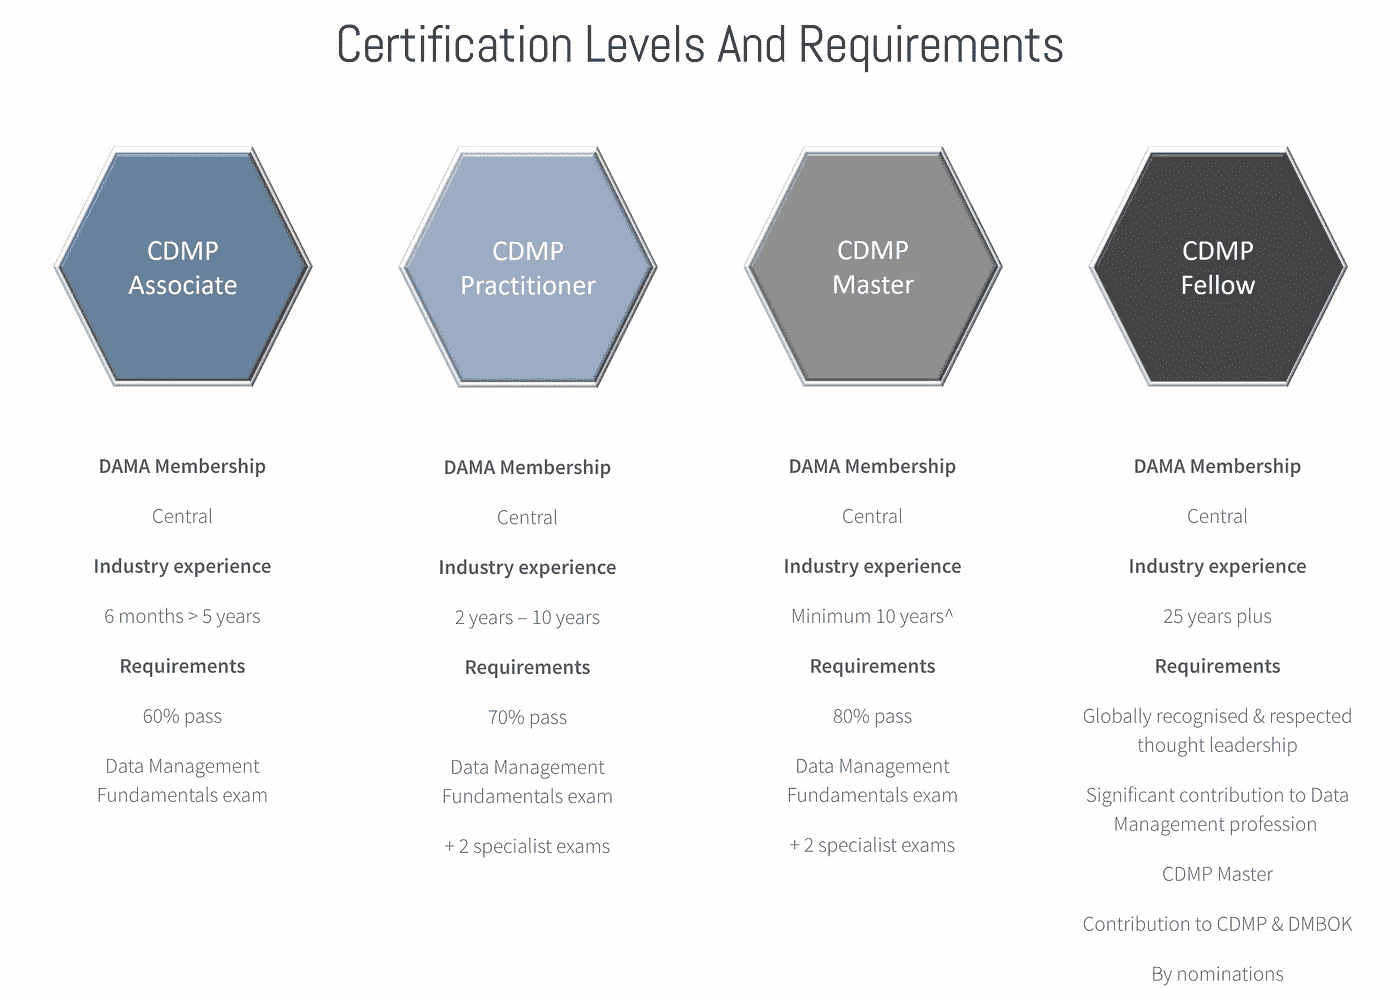 Certification Levels And Requirements
CDMP
Associate
DAMA Membership
Central
Industry experience
6 months > 5 years
Requirements
60% pass
Data Management
Fundamentals exam
CDMP
Practitioner
DAMA Membership
Central
Industry experience
2 years – 10 years
Requirements
70% pass
Data Management
Fundamentals exam
+ 2 specialist exams
CDMP
Master
DAMA Membership
Central
Industry experience
Minimum 10 years^
Requirements
80% pass
Data Management
Fundamentals exam
+ 2 specialist exams
CDMP
Fellow
DAMA Membership
Central
Industry experience
25 years plus
Requirements
Globally recognised & respected
thought leadership
Significant contribution to Data
Management profession
CDMP Master
Contribution to CDMP & DMBOK
By nominations